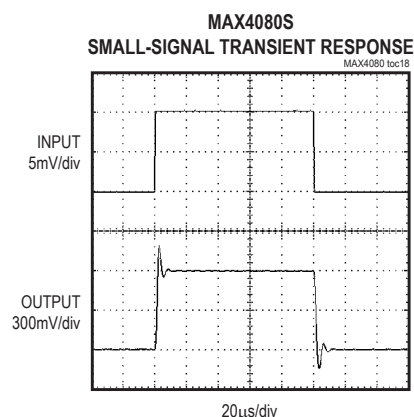 MAX4080S
SMALL-SIGNAL TRANSIENT RESPONSE
MAX4080 toc18
INPUT
5mV/div
OUTPUT
300mV/div
20µs/div